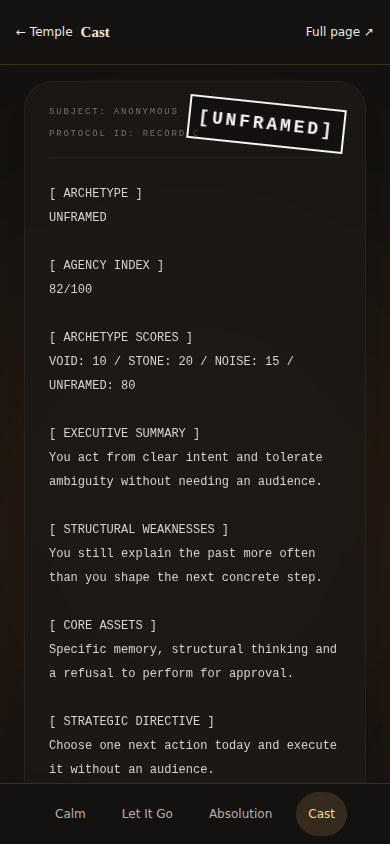 ← Temple Cast Full page ↗
SUBJECT: ANONYMOUS
[UNFRAMED]
PROTOCOL ID: RECORD
[ ARCHETYPE ]
UNFRAMED
[ AGENCY INDEX ]
82/100
[ ARCHETYPE SCORES ]
VOID: 10 / STONE: 20 / NOISE: 15 /
UNFRAMED: 80
[ EXECUTIVE SUMMARY ]
You act from clear intent and tolerate
ambiguity without needing an audience.
[ STRUCTURAL WEAKNESSES ]
You still explain the past more often
than you shape the next concrete step.
[ CORE ASSETS ]
Specific memory, structural thinking and
a refusal to perform for approval.
[ STRATEGIC DIRECTIVE ]
Choose one next action today and execute
it without an audience.
Calm Let It Go Absolution Cast